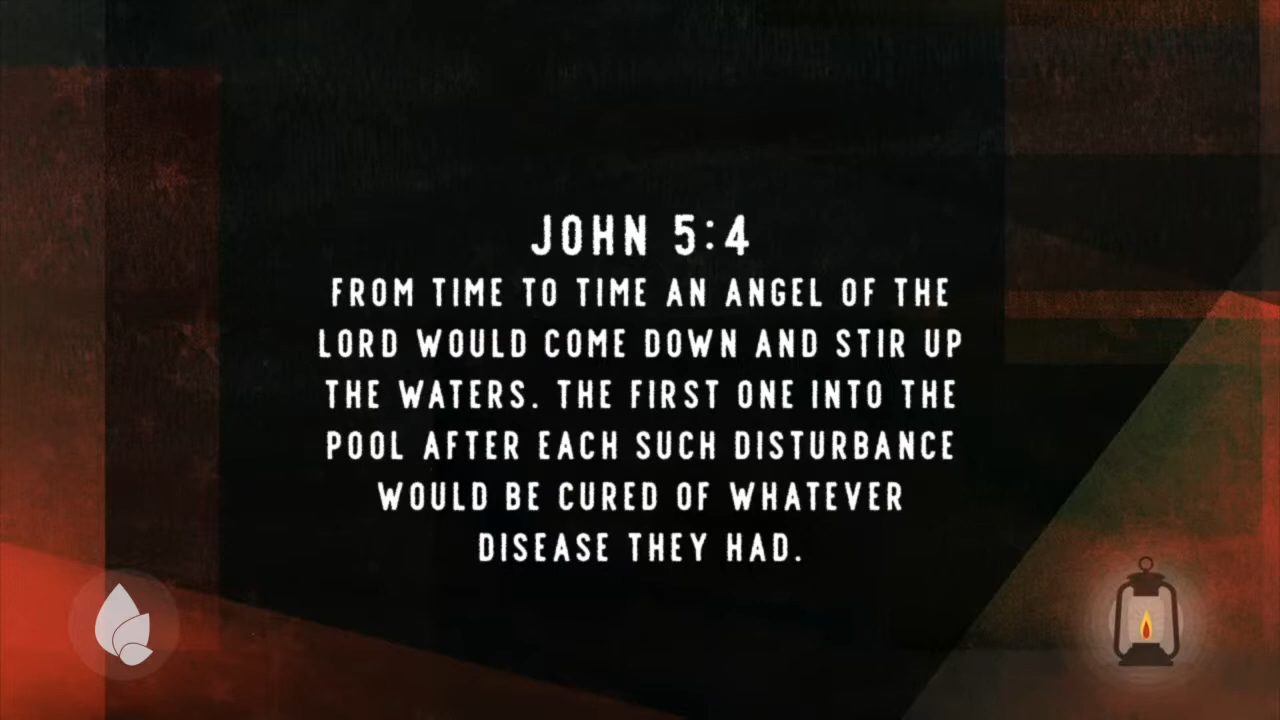 JOHN 5:4
FROM TIME TO TIME AN ANGEL OF THE
LORD WOULD COME DOWN AND STIR UP
THE WATERS. THE FIRST ONE INTO THE
POOL AFTER EACH SUCH DISTURBANCE
WOULD BE CURED OF WHATEVER
DISEASE THEY HAD.